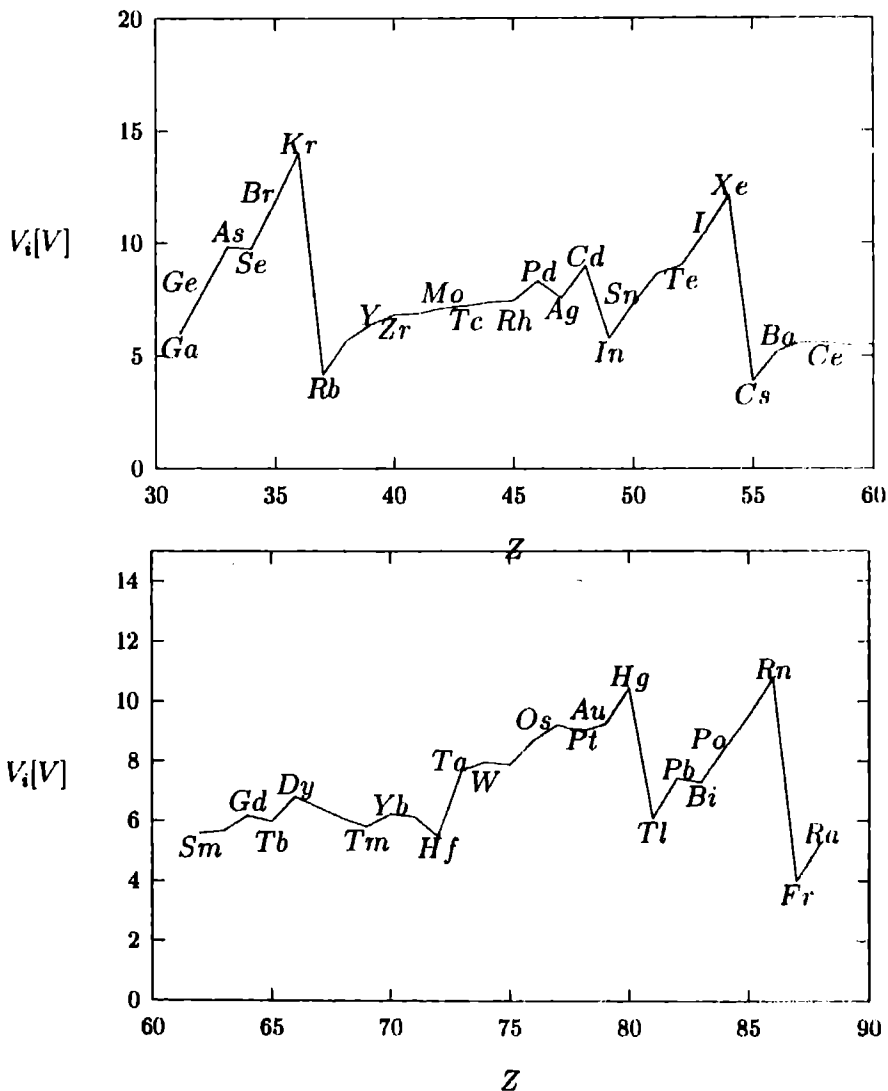 20
15
V_i[V]
10
5
0
Kr
Br
As
Se
Ge
Ga
Rb
Y
Zr
Mo
Tc
Rh
Pd
Ag
Cd
In
Sn
Te
I
Xe
Cs
Ba
Ce
30 35 40 45 50 55 60
Z
14
12
10
V_i[V]
8
6
4
2
0
Sm
Gd
Tb
Dy
Tm
Yb
Hf
Ta
W
Os
Pt
Au
Hg
Tl
Pb
Bi
Po
Rn
Fr
Ra
60 65 70 75 80 85 90
Z